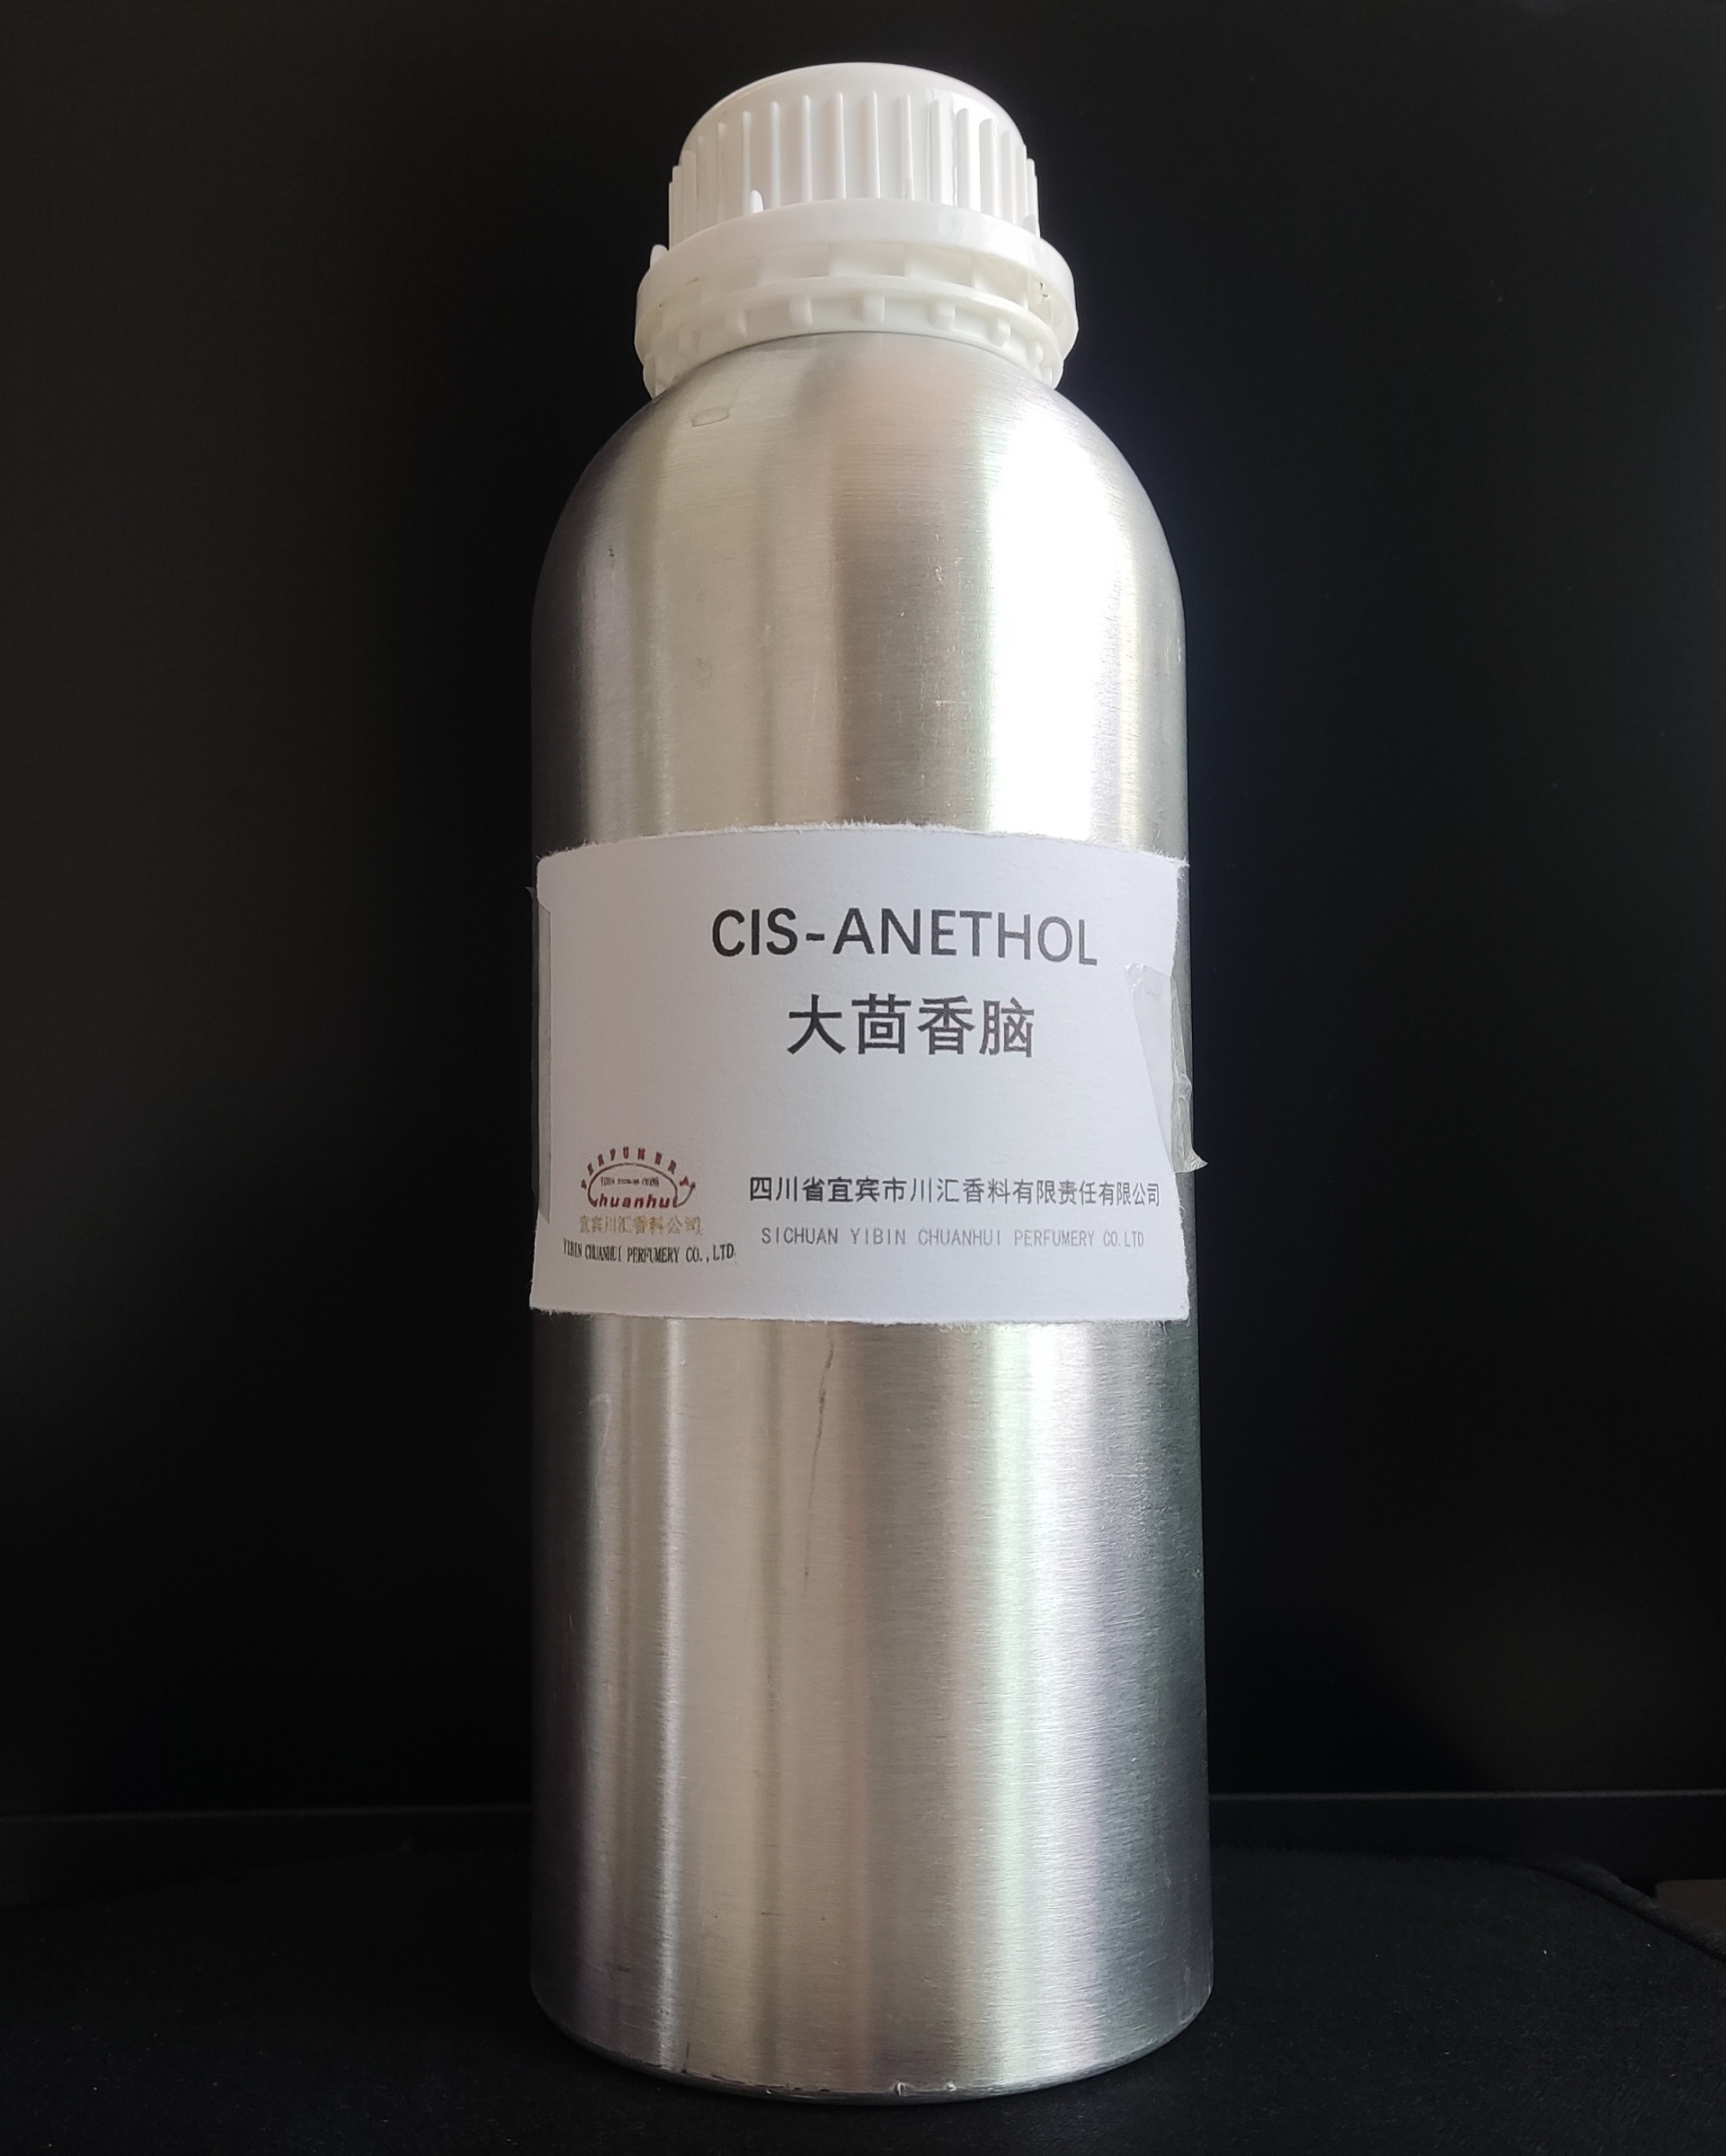 CIS-ANETHOL
大茴香脑
PERFUMERY
huanhui
宜宾川汇香料公司
YIBIN CHUANHUI PERFUMERY CO.,LTD.
四川省宜宾市川汇香料有限责任有限公司
SICHUAN YIBIN CHUANHUI PERFUMERY CO.LTD